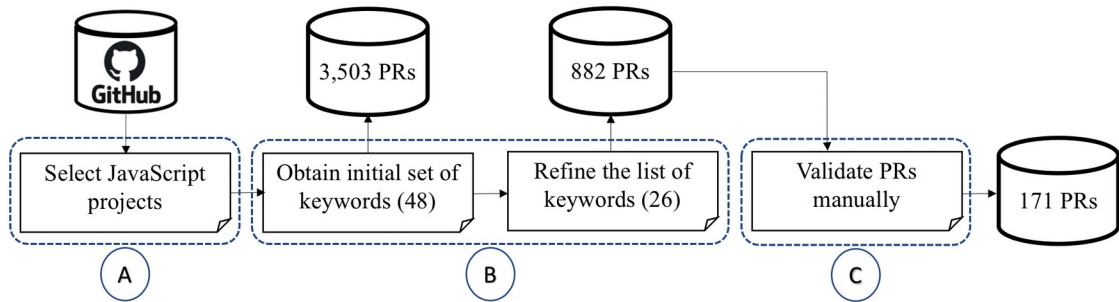 GitHub
3,503 PRs
882 PRs
Select JavaScript
projects
Obtain initial set of
keywords (48)
Refine the list of
keywords (26)
Validate PRs
manually
171 PRs
A
B
C